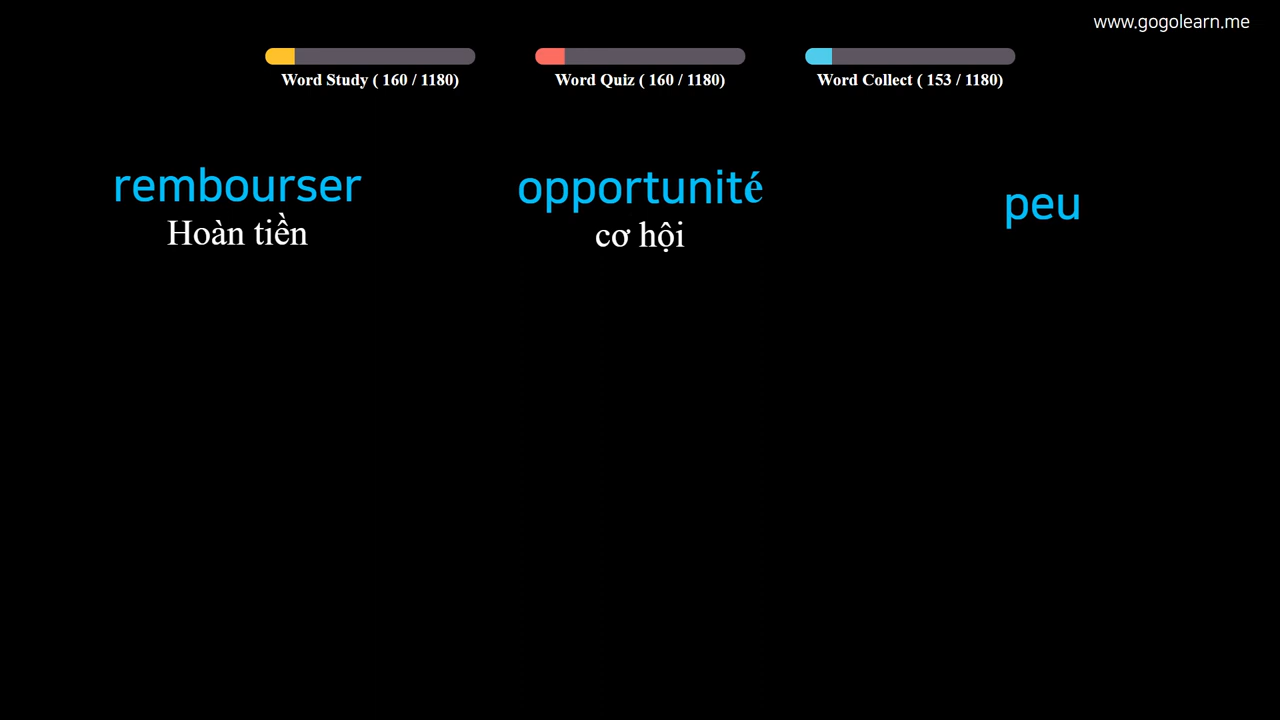 www.gogolearn.me
Word Study ( 160 / 1180)
Word Quiz ( 160 / 1180)
Word Collect ( 153 / 1180)
rembourser
Hoàn tiền
opportunité
cơ hội
peu